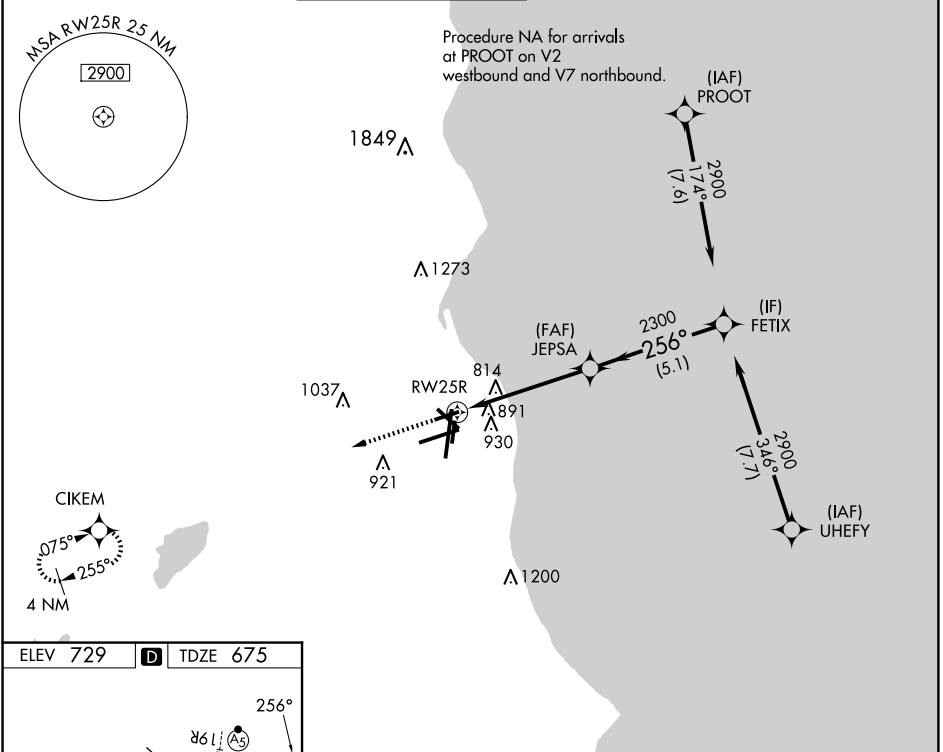 MSA RW25R 25 NM
2900
Procedure NA for arrivals
at PROOT on V2
westbound and V7 northbound.
(IAF)
PROOT
1849
2900
174°
(7.6)
1273
(IF)
FETIX
2300
256°
(5.1)
(FAF)
JEPSA
814
RW25R
1037
891
930
921
2900
346°
(7.7)
(IAF)
UHEFY
CIKEM
075°
255°
4 NM
1200
ELEV 729 D TDZE 675
256°
19R
A5